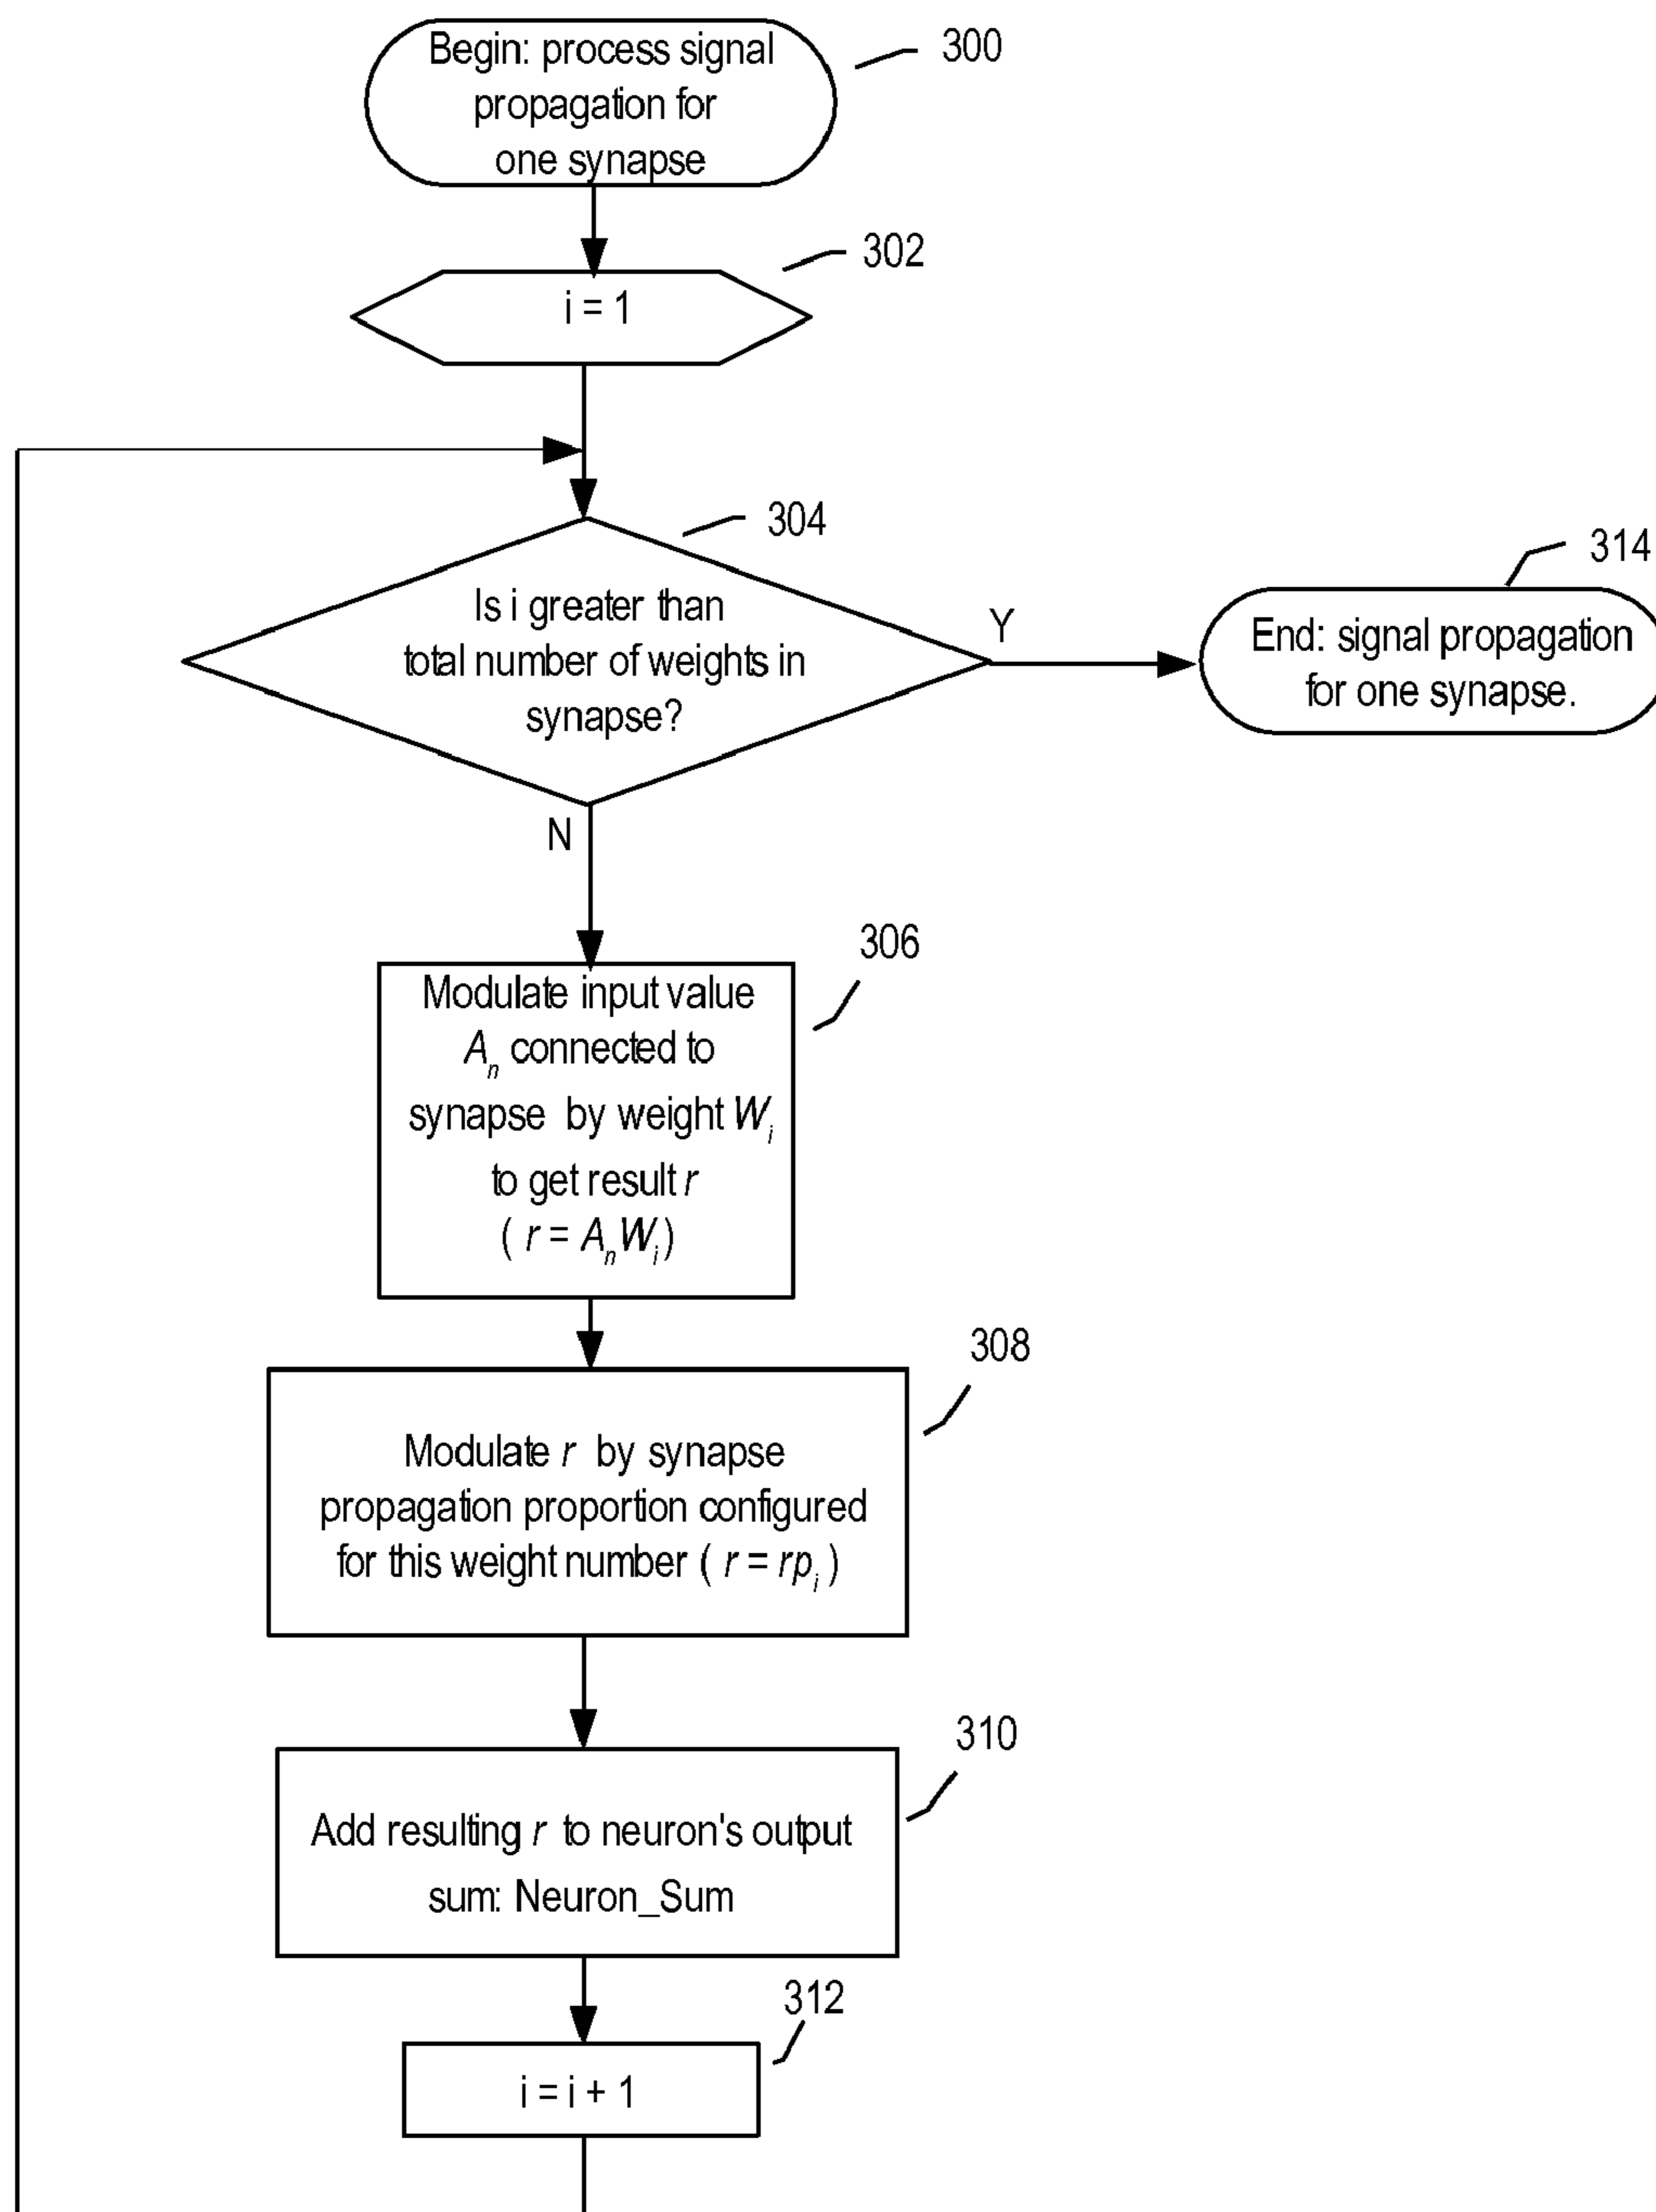 Begin: process signal
propagation for
one synapse
300
302
i = 1
304
Is i greater than
total number of weights in
synapse?
Y
314
End: signal propagation
for one synapse.
N
306
Modulate input value
Aₙ connected to
synapse by weight Wᵢ
to get result r
( r = AₙWᵢ)
308
Modulate r by synapse
propagation proportion configured
for this weight number ( r = rpᵢ )
310
Add resulting r to neuron's output
sum: Neuron_Sum
312
i = i + 1